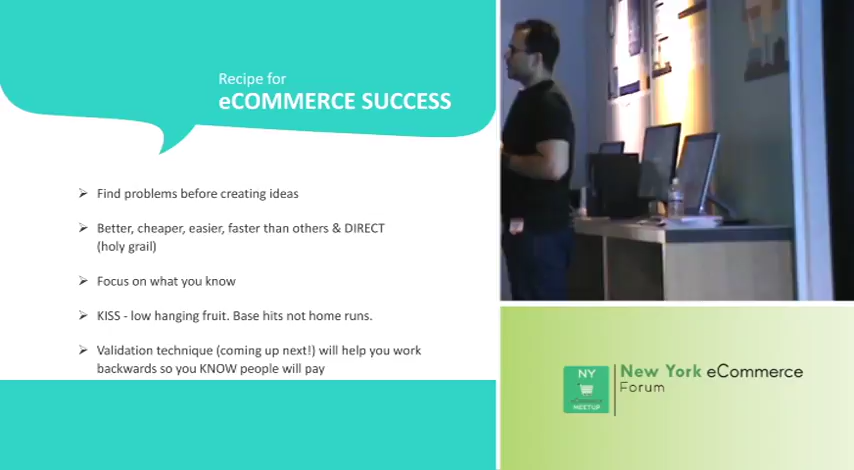 Recipe for
eCOMMERCE SUCCESS
➢ Find problems before creating ideas
➢ Better, cheaper, easier, faster than others & DIRECT
(holy grail)
➢ Focus on what you know
➢ KISS - low hanging fruit. Base hits not home runs.
➢ Validation technique (coming up next!) will help you work
backwards so you KNOW people will pay
NY
eCOMMERCE
MEETUP
New York eCommerce
Forum